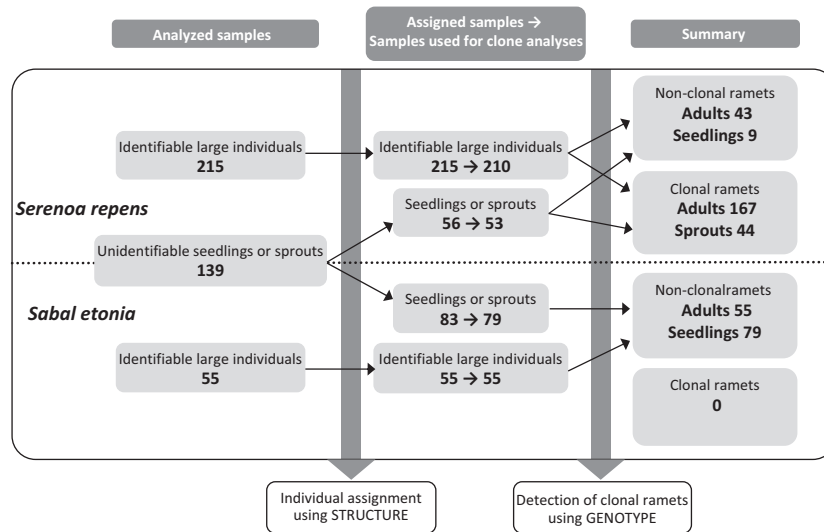 Analyzed samples
Assigned samples →
Samples used for clone analyses
Summary
Identifiable large individuals
215
Identifiable large individuals
215 → 210
Non-clonal ramets
Adults 43
Seedlings 9
Serenoa repens
Seedlings or sprouts
56 → 53
Clonal ramets
Adults 167
Sprouts 44
Unidentifiable seedlings or sprouts
139
Sabal etonia
Seedlings or sprouts
83 → 79
Non-clonalramets
Adults 55
Seedlings 79
Identifiable large individuals
55
Identifiable large individuals
55 → 55
Clonal ramets
0
Individual assignment
using STRUCTURE
Detection of clonal ramets
using GENOTYPE